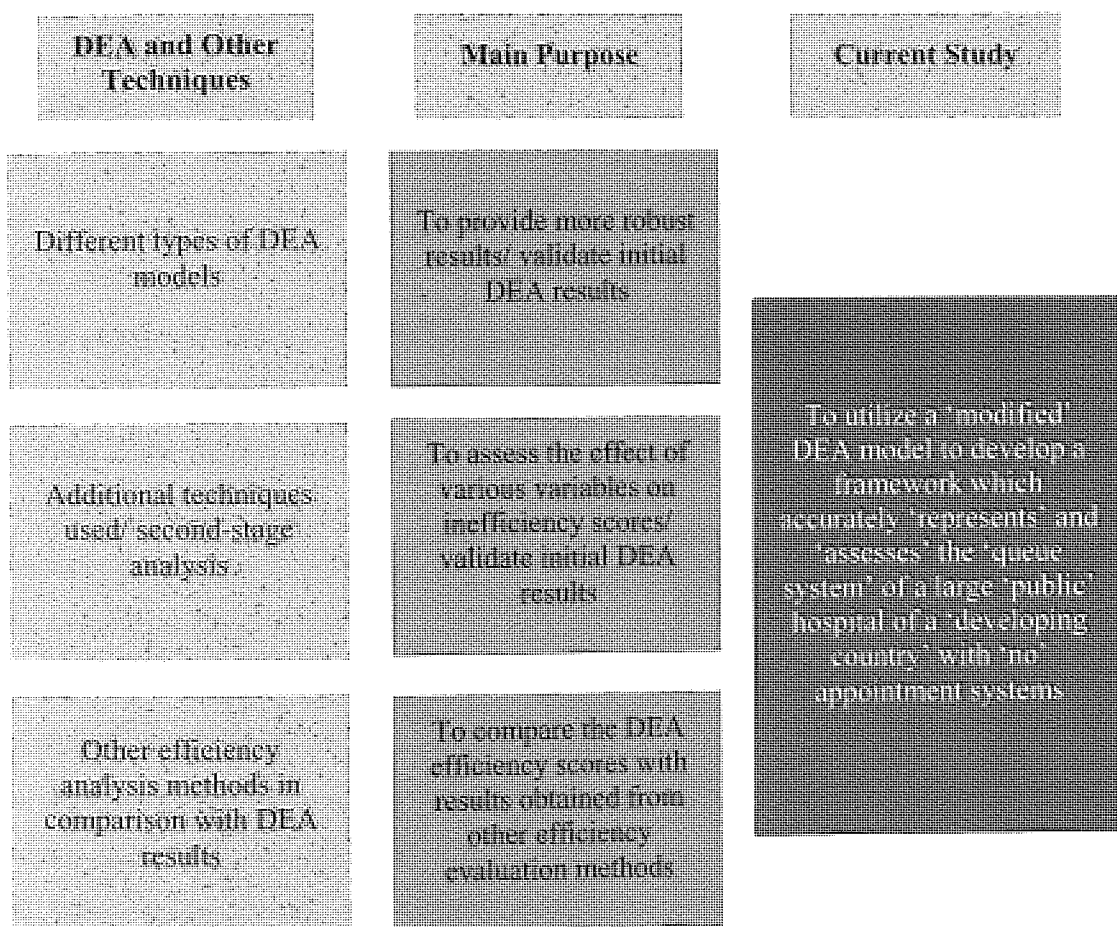 DEA and Other
Techniques
Main Purpose
Current Study
Different types of DEA
models
To provide more robust
results/ validate initial
DEA results
Additional techniques
used/ second-stage
analysis
To assess the effect of
various variables on
inefficiency scores/
validate initial DEA
results
Other efficiency
analysis methods in
comparison with DEA
results
To compare the DEA
efficiency scores with
results obtained from
other efficiency
evaluation methods
To utilize a ‘modified’
DEA model to develop a
framework which
accurately ‘represents’ and
‘assesses’ the ‘queue
system’ of a large ‘public’
hospital of a ‘developing
country’ with ‘no’
appointment systems